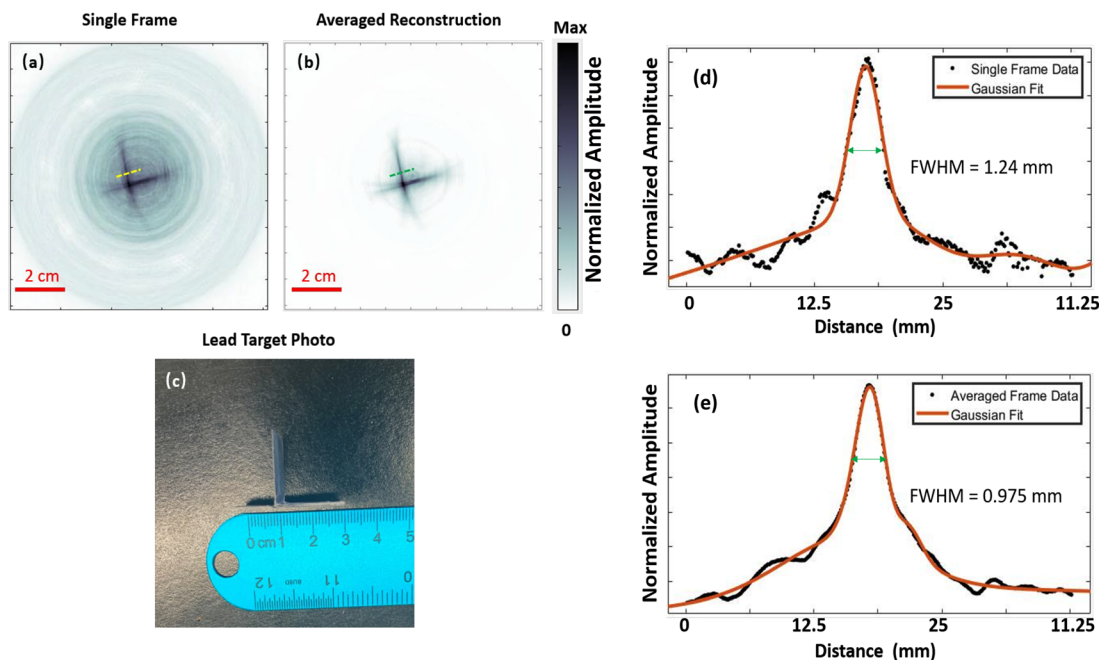 Single Frame
Averaged Reconstruction
Max
(a)
(b)
Normalized Amplitude
2 cm
2 cm
0
Lead Target Photo
(c)
0 cm 1 2 3 4 5
12 11 0
(d)
Single Frame Data
Gaussian Fit
FWHM = 1.24 mm
Normalized Amplitude
0 12.5 25 11.25
Distance (mm)
(e)
Averaged Frame Data
Gaussian Fit
FWHM = 0.975 mm
Normalized Amplitude
0 12.5 25 11.25
Distance (mm)